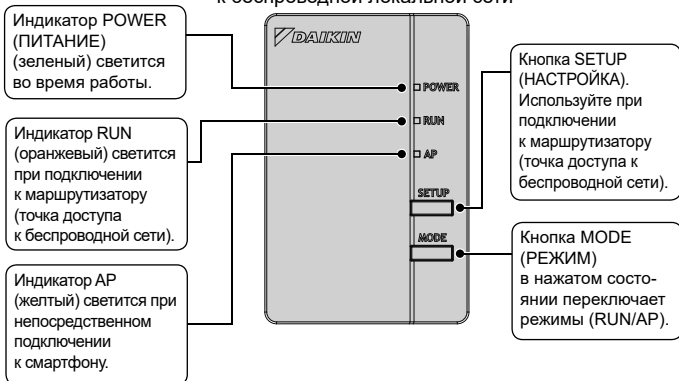 к беспроводной локальной сети
Индикатор POWER
(ПИТАНИЕ)
(зеленый) светится
во время работы.
Индикатор RUN
(оранжевый) светится
при подключении
к маршрутизатору
(точка доступа
к беспроводной сети).
Индикатор AP
(желтый) светится при
непосредственном
подключении
к смартфону.
DAIKIN
POWER
RUN
AP
SETUP
MODE
Кнопка SETUP
(НАСТРОЙКА).
Используйте при
подключении
к маршрутизатору
(точка доступа к
беспроводной сети).
Кнопка MODE
(РЕЖИМ)
в нажатом состо-
янии переключает
режимы (RUN/AP).